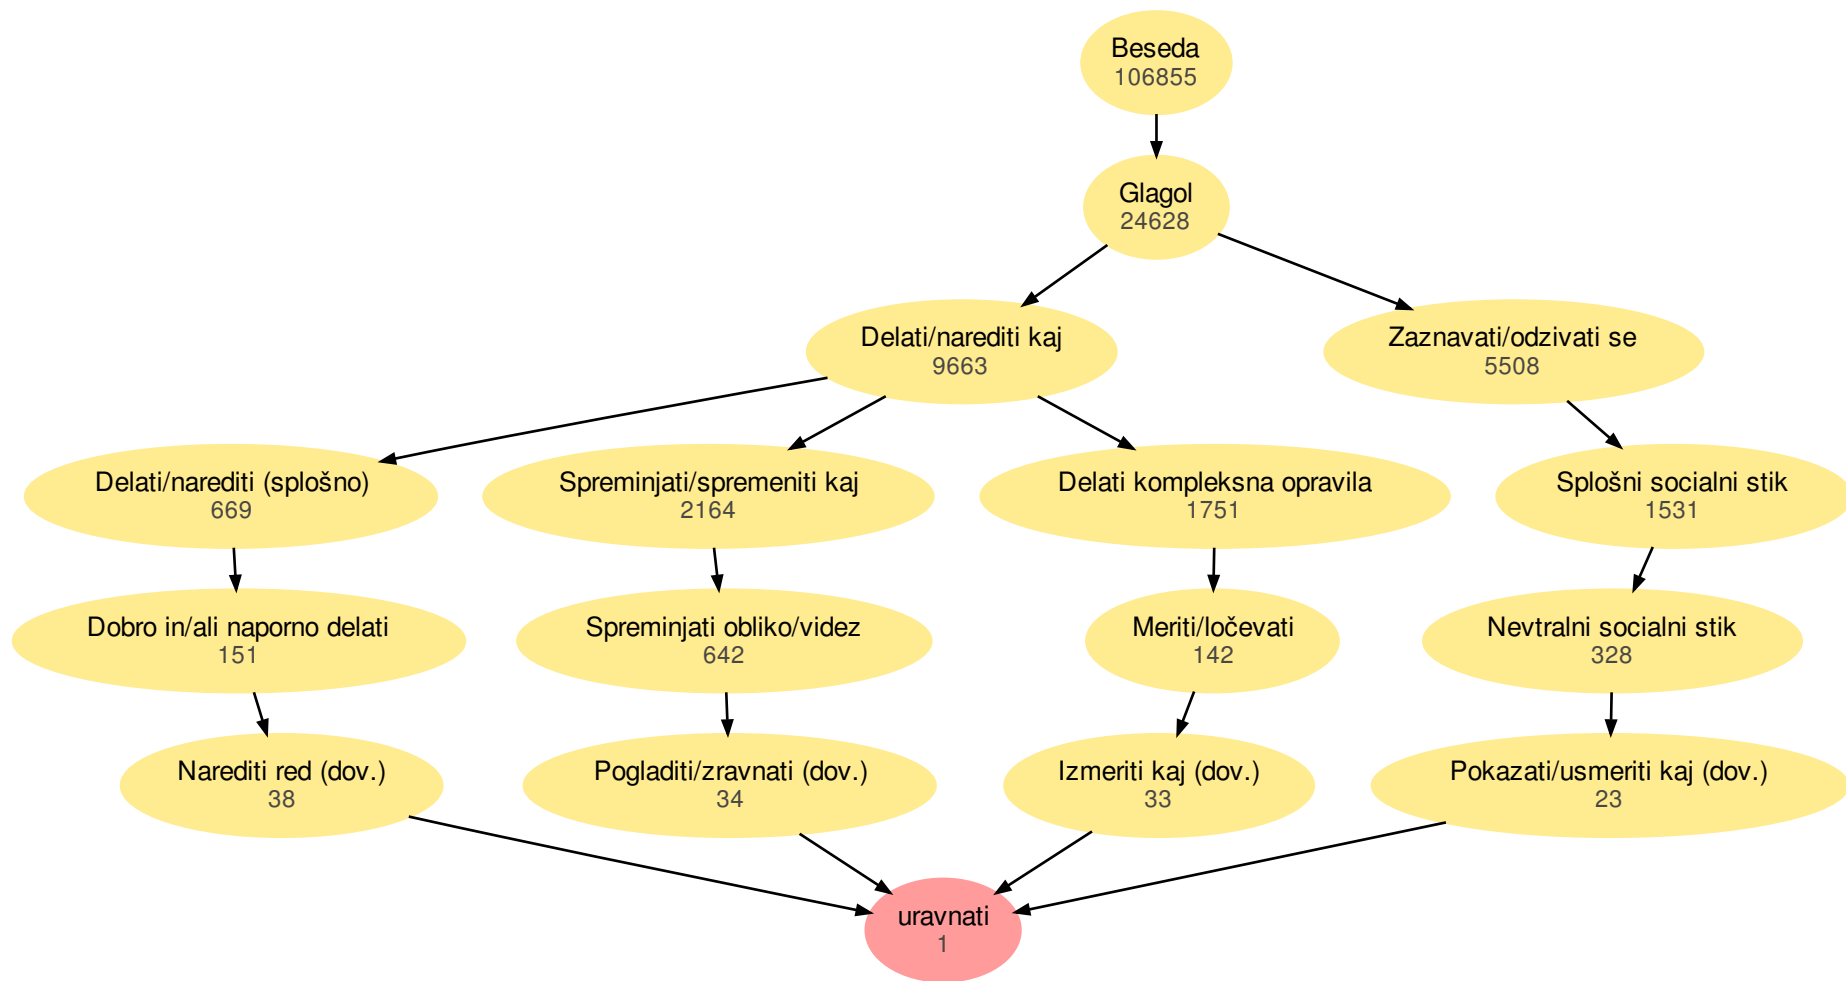 Beseda
106855
Glagol
24628
Delati/narediti kaj
9663
Zaznavati/odzivati se
5508
Delati/narediti (splošno)
669
Spreminjati/spremeniti kaj
2164
Delati kompleksna opravila
1751
Splošni socialni stik
1531
Dobro in/ali naporno delati
151
Spreminjati obliko/videz
642
Meriti/ločevati
142
Nevtralni socialni stik
328
Narediti red (dov.)
38
Pogladiti/zravnati (dov.)
34
Izmeriti kaj (dov.)
33
Pokazati/usmeriti kaj (dov.)
23
uravnati
1